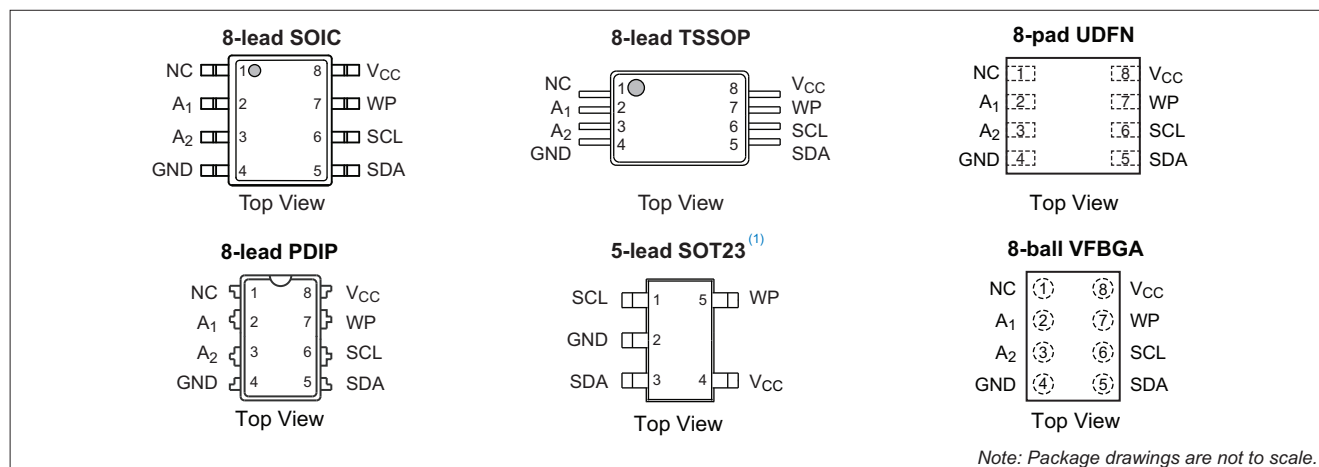 8-lead SOIC
NC 1 8 VCC
A1 2 7 WP
A2 3 6 SCL
GND 4 5 SDA
Top View
8-lead TSSOP
NC 1 8 VCC
A1 2 7 WP
A2 3 6 SCL
GND 4 5 SDA
Top View
8-pad UDFN
NC 1 8 VCC
A1 2 7 WP
A2 3 6 SCL
GND 4 5 SDA
Top View
8-lead PDIP
NC 1 8 VCC
A1 2 7 WP
A2 3 6 SCL
GND 4 5 SDA
Top View
5-lead SOT23 (1)
SCL 1 5 WP
GND 2
SDA 3 4 VCC
Top View
8-ball VFBGA
NC 1 8 VCC
A1 2 7 WP
A2 3 6 SCL
GND 4 5 SDA
Top View
Note: Package drawings are not to scale.